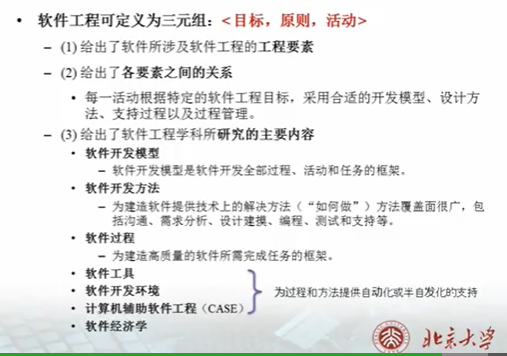 • 软件工程可定义为三元组：<目标，原则，活动>
– (1) 给出了软件所涉及软件工程的工程要素
– (2) 给出了各要素之间的关系
• 每一活动根据特定的软件工程目标，采用合适的开发模型、设计方
法、支持过程以及过程管理。
– (3) 给出了软件工程学科所研究的主要内容
• 软件开发模型
– 软件开发模型是软件开发全部过程、活动和任务的框架。
• 软件开发方法
– 为建造软件提供技术上的解决方法（“如何做”）方法覆盖面很广，包
括沟通、需求分析、设计建摸、编程、测试和支持等。
• 软件过程
– 为建造高质量的软件所需完成任务的框架。
• 软件工具
• 软件开发环境
为过程和方法提供自动化或半自发化的支持
• 计算机辅助软件工程（CASE）
• 软件经济学
北京大学